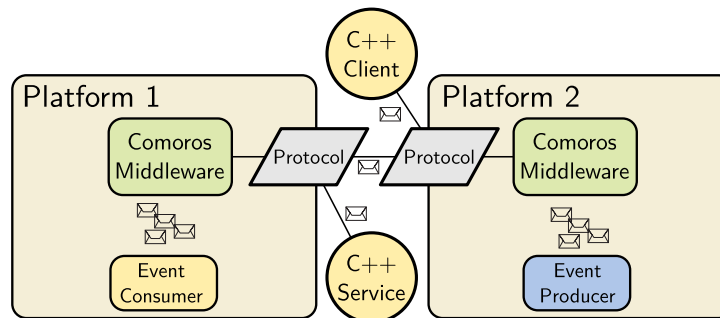 C++
Client
Platform 1
Platform 2
Comoros
Middleware
Protocol
Protocol
Comoros
Middleware
Event
Consumer
C++
Service
Event
Producer